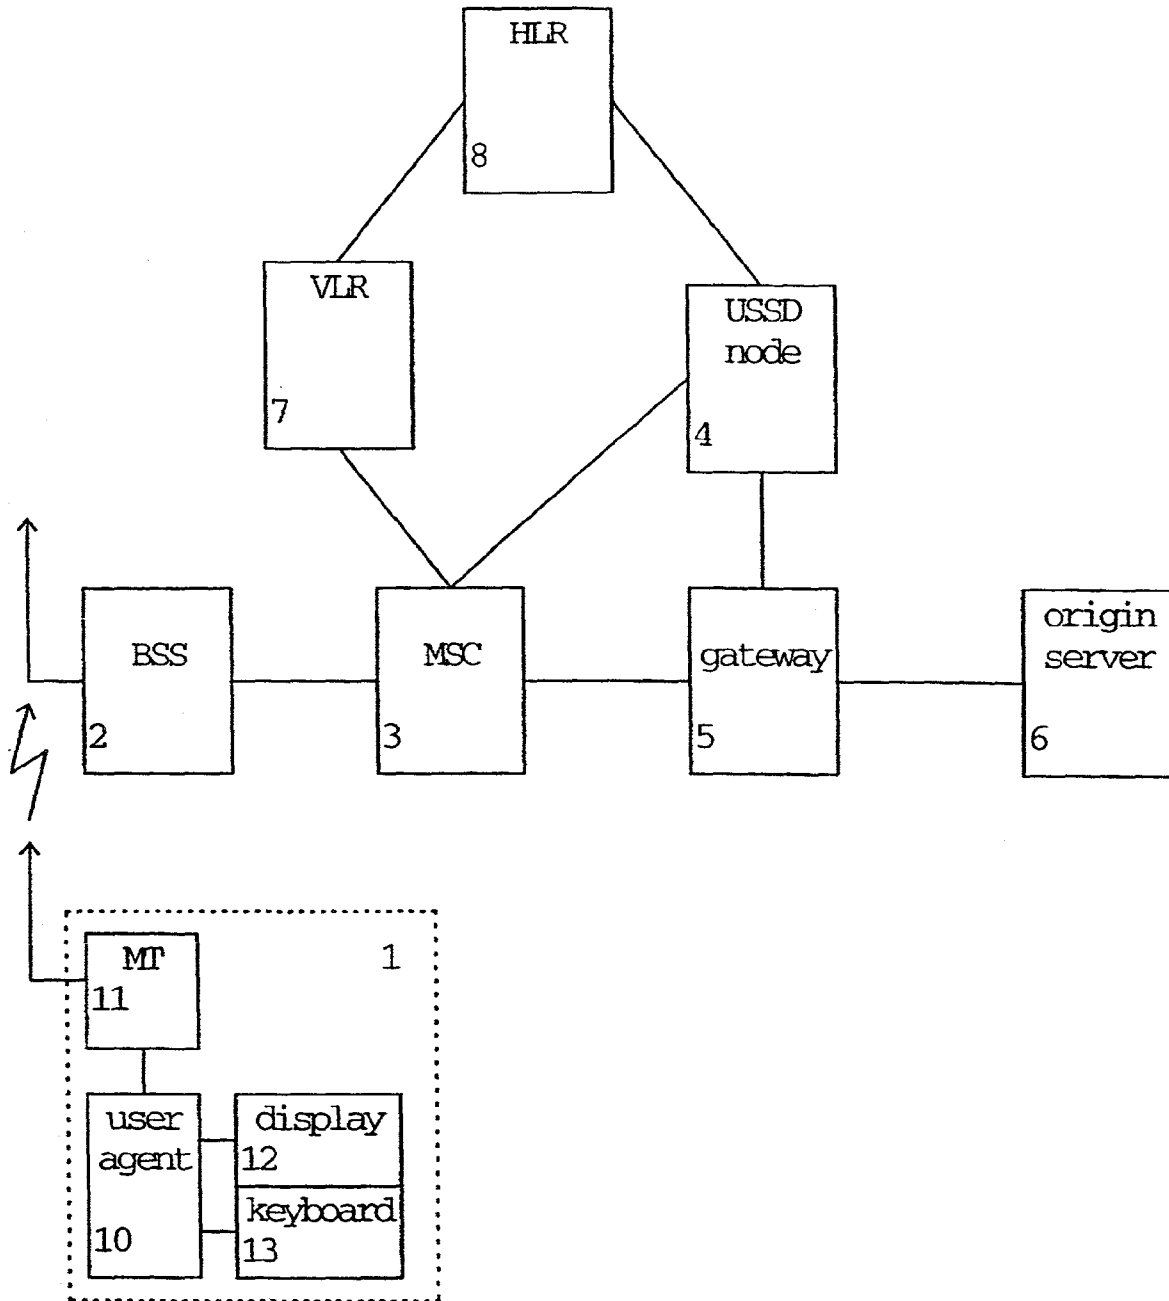 HLR
8
VLR
7
USSD
node
4
BSS
2
MSC
3
gateway
5
origin
server
6
MT
11
1
user
agent
10
display
12
keyboard
13